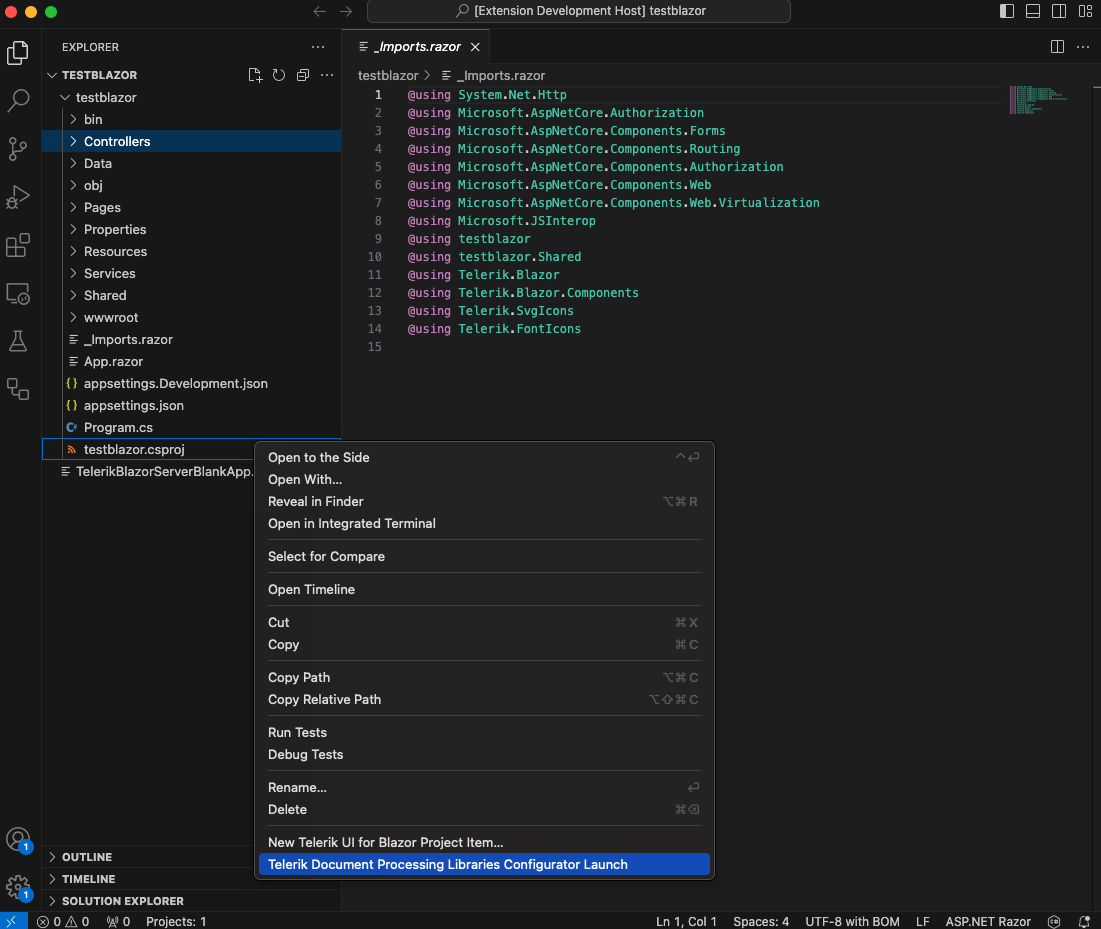 [Extension Development Host] testblazor
EXPLORER
_Imports.razor
TESTBLAZOR
testblazor > _Imports.razor
testblazor
bin
Controllers
Data
obj
Pages
Properties
Resources
Services
Shared
wwwroot
_Imports.razor
App.razor
{} appsettings.Development.json
{} appsettings.json
C# Program.cs
testblazor.csproj
TelerikBlazorServerBlankApp.
1 @using System.Net.Http
2 @using Microsoft.AspNetCore.Authorization
3 @using Microsoft.AspNetCore.Components.Forms
4 @using Microsoft.AspNetCore.Components.Routing
5 @using Microsoft.AspNetCore.Components.Authorization
6 @using Microsoft.AspNetCore.Components.Web
7 @using Microsoft.AspNetCore.Components.Web.Virtualization
8 @using Microsoft.JSInterop
9 @using testblazor
10 @using testblazor.Shared
11 @using Telerik.Blazor
12 @using Telerik.Blazor.Components
13 @using Telerik.SvgIcons
14 @using Telerik.FontIcons
15
Open to the Side ^⏎
Open With...
Reveal in Finder ⌥⌘R
Open in Integrated Terminal
Select for Compare
Open Timeline
Cut ⌘X
Copy ⌘C
Copy Path ⌥⌘C
Copy Relative Path ⌥⇧⌘C
Run Tests
Debug Tests
Rename... ⏎
Delete ⌘⌫
New Telerik UI for Blazor Project Item...
Telerik Document Processing Libraries Configurator Launch
1
1
OUTLINE
TIMELINE
SOLUTION EXPLORER
0 0 0 Projects: 1 Ln 1, Col 1 Spaces: 4 UTF-8 with BOM LF ASP.NET Razor